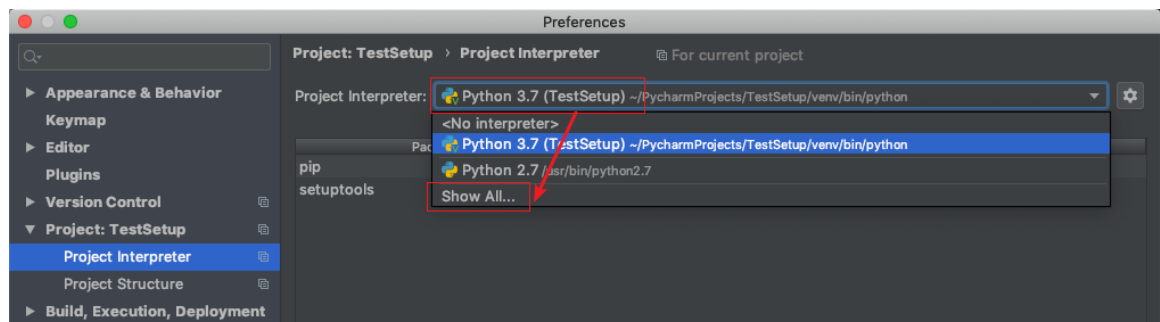 Preferences
Project: TestSetup › Project Interpreter For current project
Appearance & Behavior
Keymap
Editor
Plugins
Version Control
Project: TestSetup
Project Interpreter
Project Structure
Build, Execution, Deployment
Project Interpreter: Python 3.7 (TestSetup) ~/PycharmProjects/TestSetup/venv/bin/python
<No interpreter>
Python 3.7 (TestSetup) ~/PycharmProjects/TestSetup/venv/bin/python
Python 2.7 /usr/bin/python2.7
Show All...
pip
setuptools